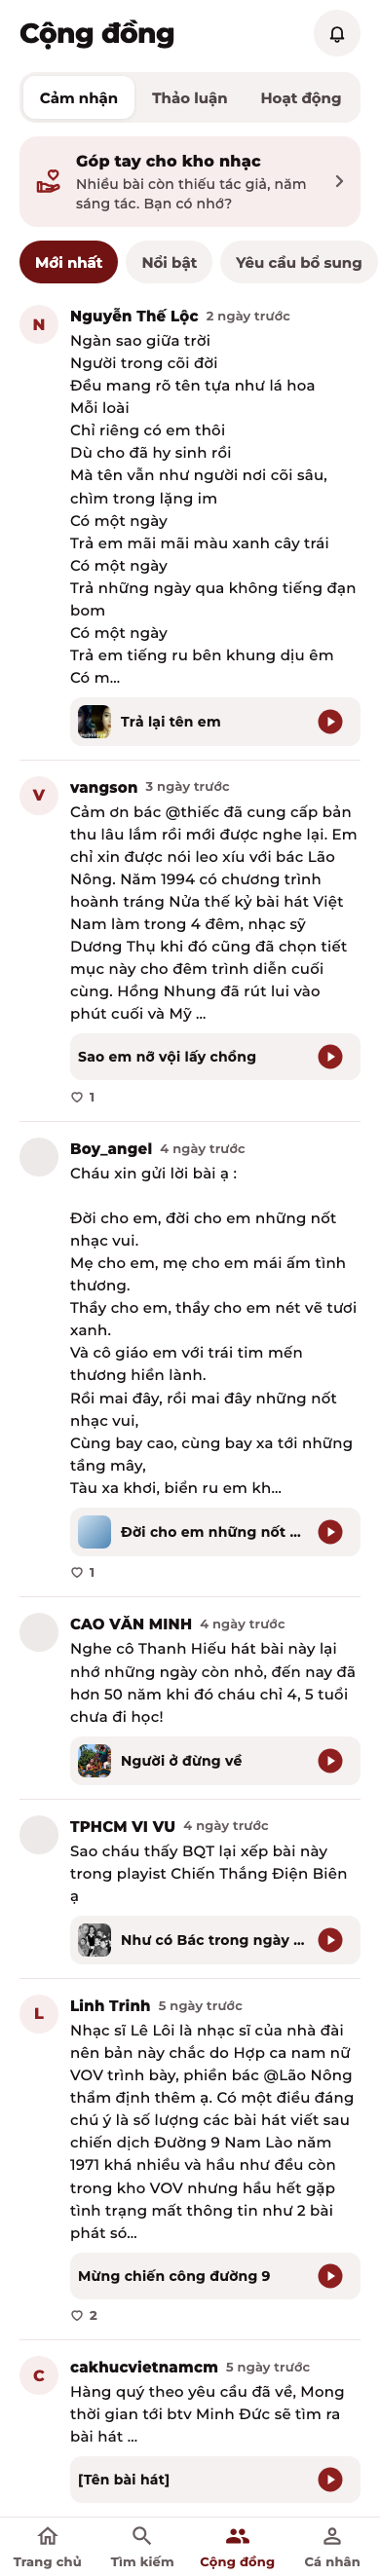 Cộng đồng
Cảm nhận
Thảo luận
Hoạt động
Góp tay cho kho nhạc
Nhiều bài còn thiếu tác giả, năm
sáng tác. Bạn có nhớ?
Mới nhất
Nổi bật
Yêu cầu bổ sung
N
Nguyễn Thế Lộc 2 ngày trước
Ngàn sao giữa trời
Người trong cõi đời
Đều mang rõ tên tựa như lá hoa
Mỗi loài
Chỉ riêng có em thôi
Dù cho đã hy sinh rồi
Mà tên vẫn như người nơi cõi sâu,
chìm trong lặng im
Có một ngày
Trả em mãi mãi màu xanh cây trái
Có một ngày
Trả những ngày qua không tiếng đạn
bom
Có một ngày
Trả em tiếng ru bên khung dịu êm
Có m...
Trả lại tên em
V
vangson 3 ngày trước
Cảm ơn bác @thiếc đã cung cấp bản
thu lâu lắm rồi mới được nghe lại. Em
chỉ xin được nói leo xíu với bác Lão
Nông. Năm 1994 có chương trình
hoành tráng Nửa thế kỷ bài hát Việt
Nam làm trong 4 đêm, nhạc sỹ
Dương Thụ khi đó cũng đã chọn tiết
mục này cho đêm trình diễn cuối
cùng. Hồng Nhung đã rút lui vào
phút cuối và Mỹ ...
Sao em nỡ vội lấy chồng
1
Boy_angel 4 ngày trước
Cháu xin gửi lời bài ạ :
Đời cho em, đời cho em những nốt
nhạc vui.
Mẹ cho em, mẹ cho em mái ấm tình
thương.
Thầy cho em, thầy cho em nét vẽ tươi
xanh.
Và cô giáo em với trái tim mến
thương hiền lành.
Rồi mai đây, rồi mai đây những nốt
nhạc vui,
Cùng bay cao, cùng bay xa tới những
tầng mây,
Tàu xa khơi, biển ru em kh...
Đời cho em những nốt ...
1
CAO VĂN MINH 4 ngày trước
Nghe cô Thanh Hiếu hát bài này lại
nhớ những ngày còn nhỏ, đến nay đã
hơn 50 năm khi đó cháu chỉ 4, 5 tuổi
chưa đi học!
Người ở đừng về
TPHCM VI VU 4 ngày trước
Sao cháu thấy BQT lại xếp bài này
trong playist Chiến Thắng Điện Biên
ạ
Như có Bác trong ngày ...
L
Linh Trinh 5 ngày trước
Nhạc sĩ Lê Lôi là nhạc sĩ của nhà đài
nên bản này chắc do Hợp ca nam nữ
VOV trình bày, phiền bác @Lão Nông
thẩm định thêm ạ. Có một điều đáng
chú ý là số lượng các bài hát viết sau
chiến dịch Đường 9 Nam Lào năm
1971 khá nhiều và hầu như đều còn
trong kho VOV nhưng hầu hết gặp
tình trạng mất thông tin như 2 bài
phát só...
Mừng chiến công đường 9
2
C
cakhucvietnamcm 5 ngày trước
Hàng quý theo yêu cầu đã về, Mong
thời gian tới btv Minh Đức sẽ tìm ra
bài hát ...
[Tên bài hát]
Trang chủ
Tìm kiếm
Cộng đồng
Cá nhân